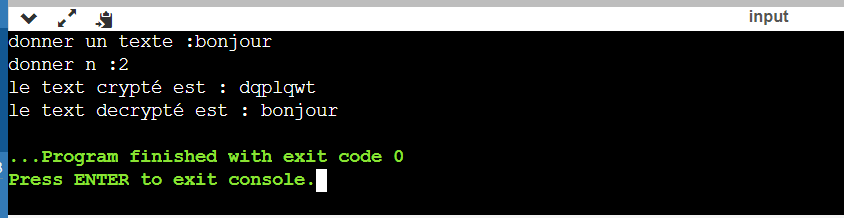 input
donner un texte :bonjour
donner n :2
le text crypté est : dqplqwt
le text decrypté est : bonjour
...Program finished with exit code 0
Press ENTER to exit console.